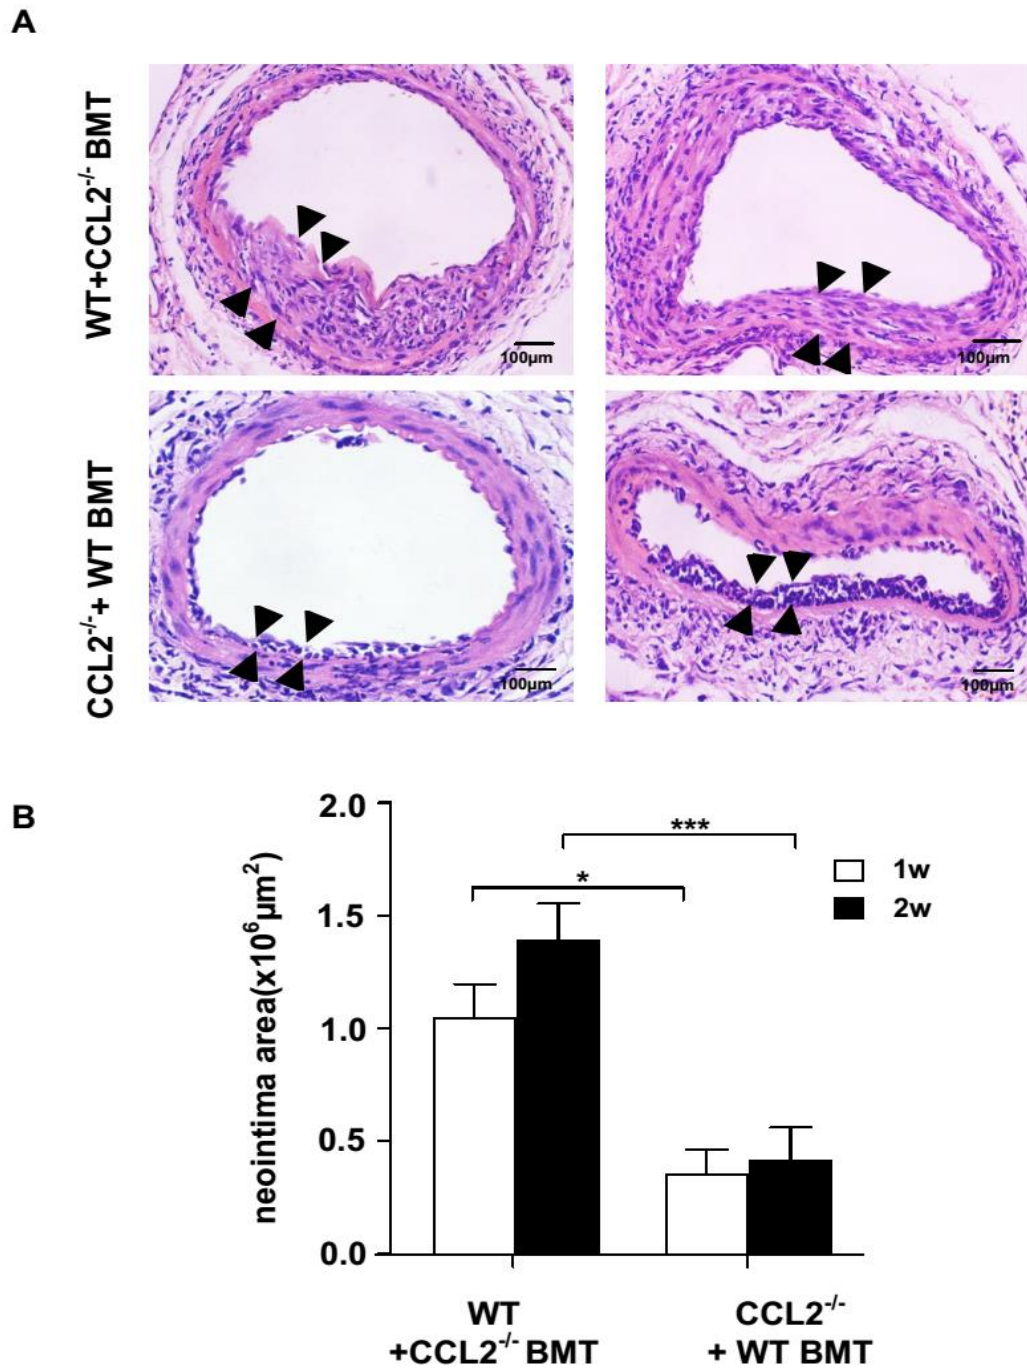 A
WT+CCL2-/- BMT
100µm
100µm
CCL2-/-+ WT BMT
100µm
100µm
B
neointima area(x10⁶µm²)
2.0
1.5
1.0
0.5
0.0
***
*
1w
2w
WT
+CCL2-/- BMT
CCL2-/-
+ WT BMT